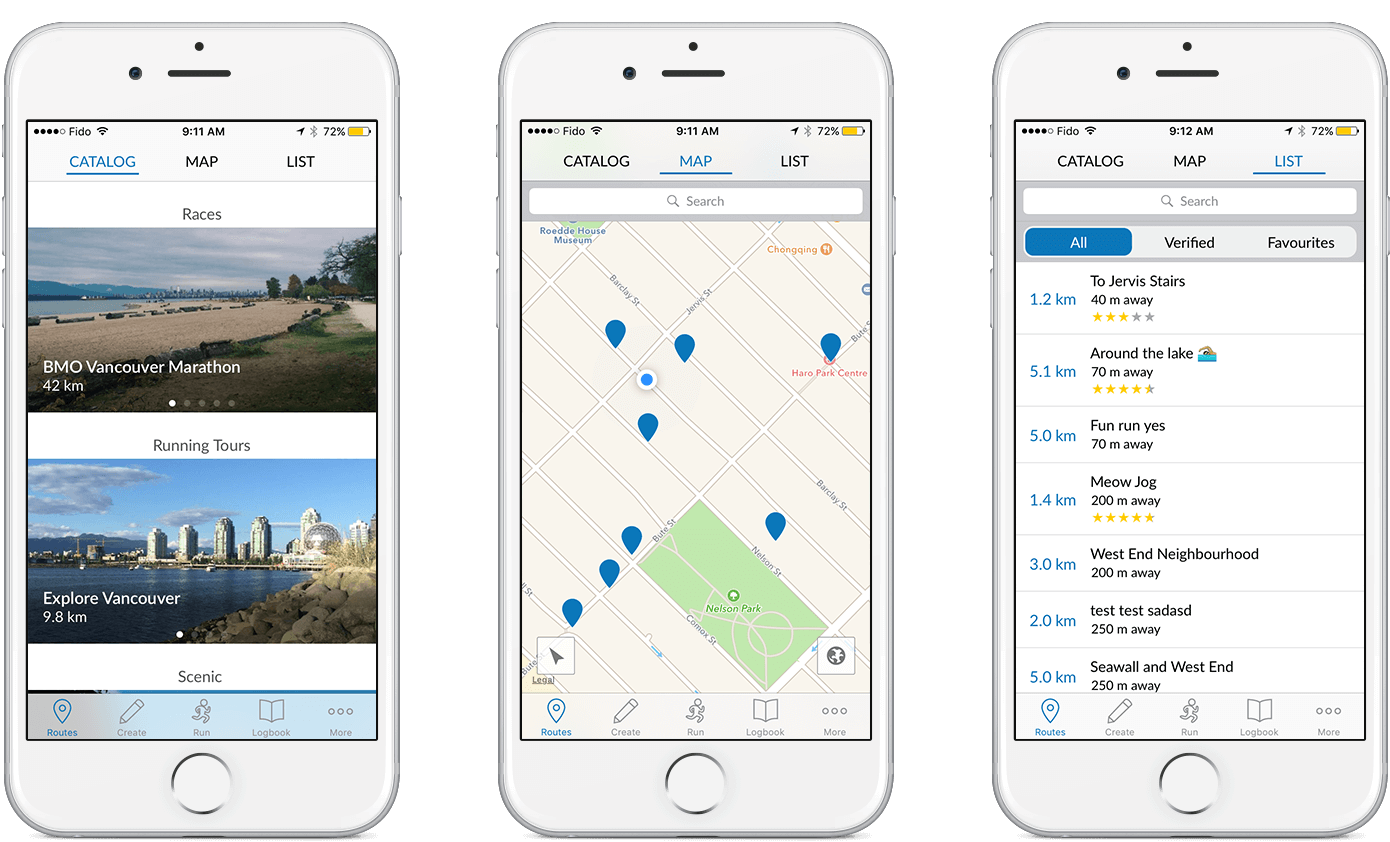 Fido
9:11 AM
72%
CATALOG
MAP
LIST
Races
BMO Vancouver Marathon
42 km
Running Tours
Explore Vancouver
9.8 km
Scenic
Routes
Create
Run
Logbook
More
Fido
9:11 AM
72%
CATALOG
MAP
LIST
Search
Roedde House
Museum
Chongqing
Barclay St
Jervis St
Bute
Haro Park Centre
Barclay St
Bute St
Nelson St
Nelson Park
Comox St
Bute St
Legal
Routes
Create
Run
Logbook
More
Fido
9:12 AM
72%
CATALOG
MAP
LIST
Search
All
Verified
Favourites
1.2 km
To Jervis Stairs
40 m away
5.1 km
Around the lake 🏊
70 m away
5.0 km
Fun run yes
70 m away
1.4 km
Meow Jog
200 m away
3.0 km
West End Neighbourhood
200 m away
2.0 km
test test sadasd
250 m away
5.0 km
Seawall and West End
250 m away
Routes
Create
Run
Logbook
More